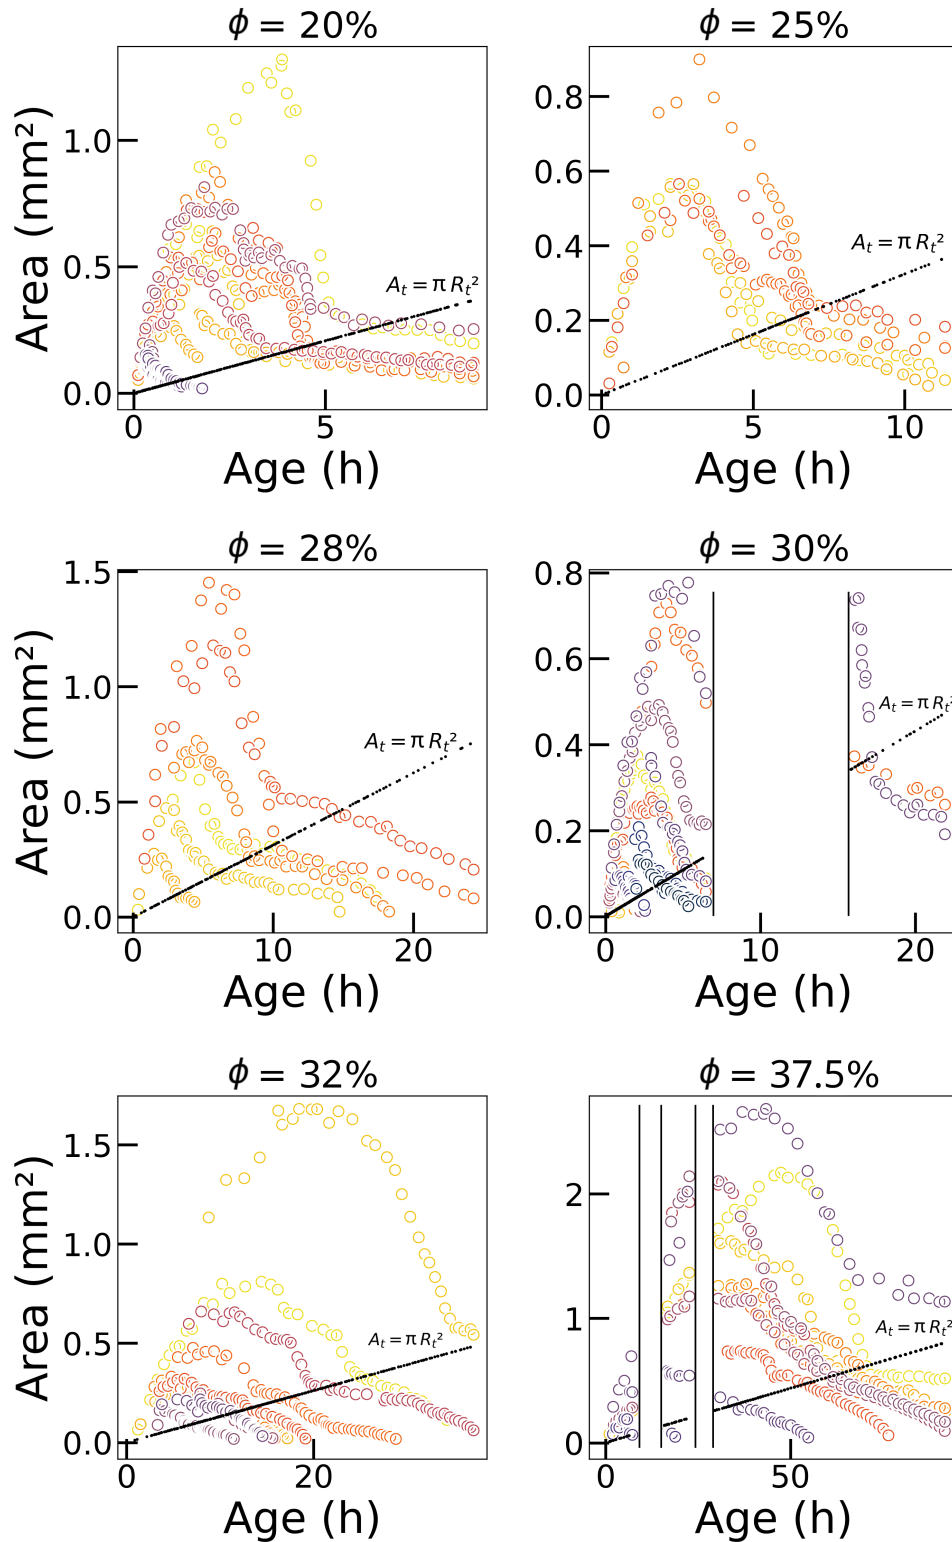 ϕ = 20%
Area (mm²)
1.0
0.5
0.0
A_t = π R_t²
0 5
Age (h)
ϕ = 25%
0.8
0.6
0.4
0.2
0.0
A_t = π R_t²
0 5 10
Age (h)
ϕ = 28%
Area (mm²)
1.5
1.0
0.5
0.0
A_t = π R_t²
0 10 20
Age (h)
ϕ = 30%
0.8
0.6
0.4
0.2
0.0
A_t = π R_t²
0 10 20
Age (h)
ϕ = 32%
Area (mm²)
1.5
1.0
0.5
0.0
A_t = π R_t²
0 20
Age (h)
ϕ = 37.5%
2
1
0
A_t = π R_t²
0 50
Age (h)